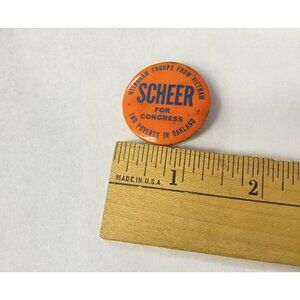 WITHDRAW TROOPS FROM VIETNAM
SCHEER
FOR
CONGRESS
END POVERTY IN OAKLAND
MADE IN U.S.A.
1
2